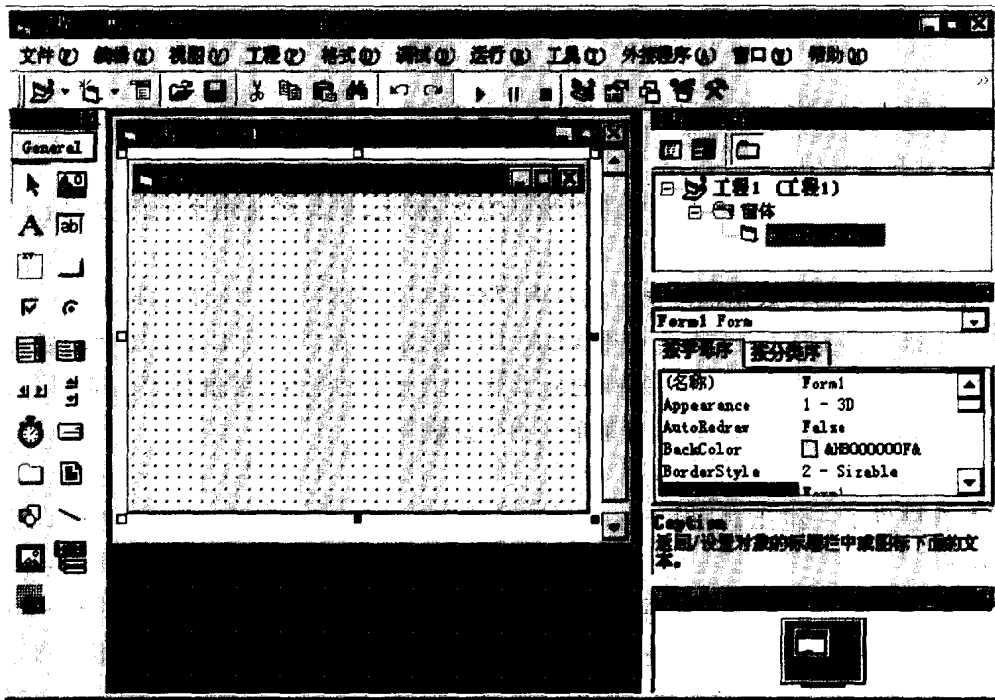 文件(F) 编辑(E) 视图(V) 工程(P) 格式(O) 调试(D) 运行(R) 工具(T) 外接程序(A) 窗口(W) 帮助(H)
General
工程1 (工程1)
窗体
Form1 Form
按字母序 按分类序
(名称) Form1
Appearance 1 - 3D
AutoRedraw False
BackColor &H8000000F&
BorderStyle 2 - Sizable
Form1
Caption
返回/设置对象的标题栏中或图标下面的文
本。